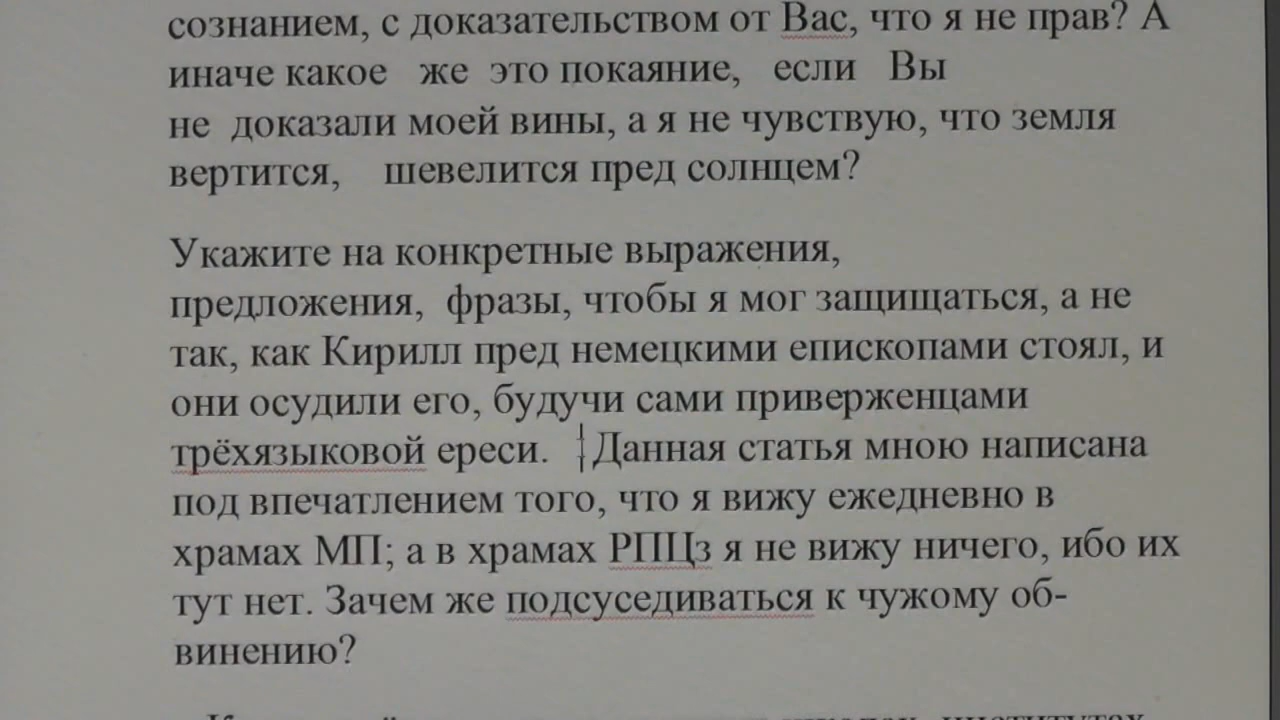 сознанием, с доказательством от Вас, что я не прав? А
иначе какое же это покаяние, если Вы
не доказали моей вины, а я не чувствую, что земля
вертится, шевелится пред солнцем?
Укажите на конкретные выражения,
предложения, фразы, чтобы я мог защищаться, а не
так, как Кирилл пред немецкими епископами стоял, и
они осудили его, будучи сами приверженцами
трёхязыковой ереси. Данная статья мною написана
под впечатлением того, что я вижу ежедневно в
храмах МП; а в храмах РПЦз я не вижу ничего, ибо их
тут нет. Зачем же подсуседиваться к чужому об-
винению?